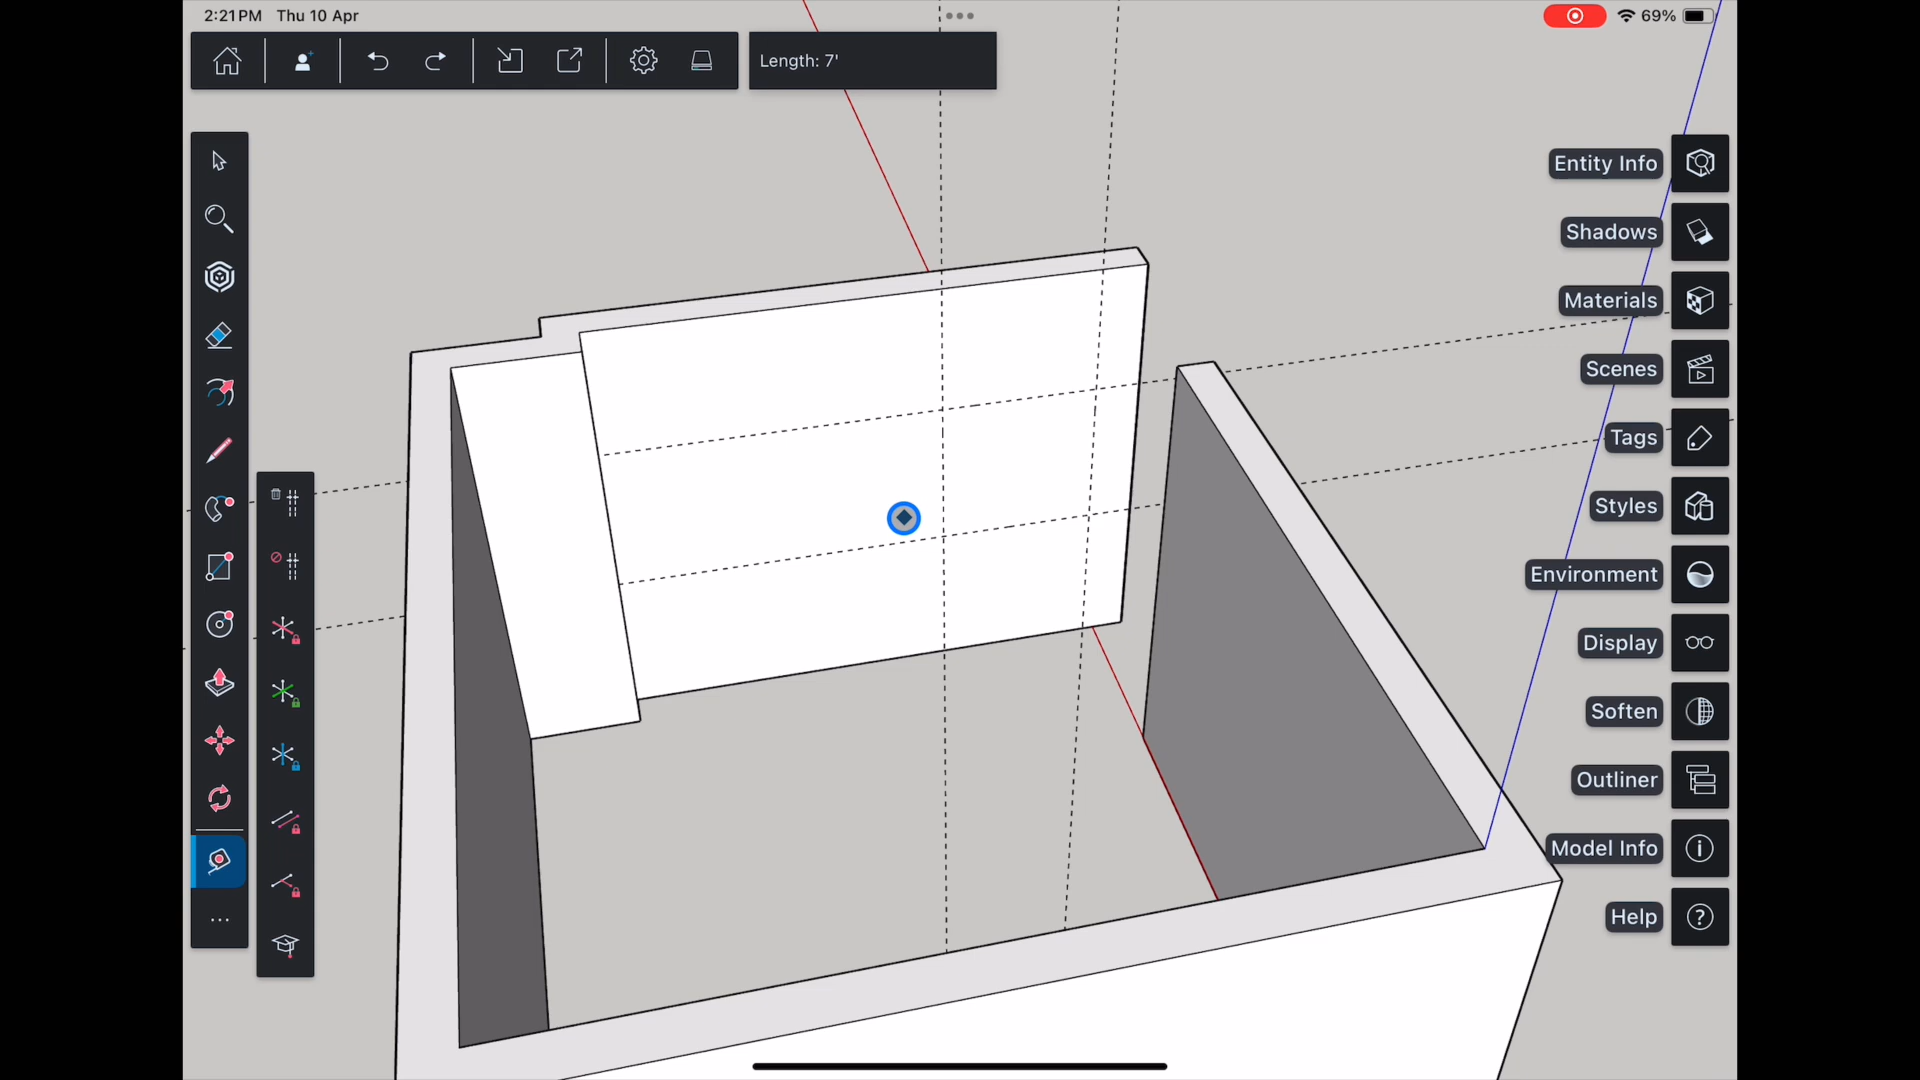 2:21PM Thu 10 Apr
69%
Length: 7'
Entity Info
Shadows
Materials
Scenes
Tags
Styles
Environment
Display
Soften
Outliner
Model Info
Help